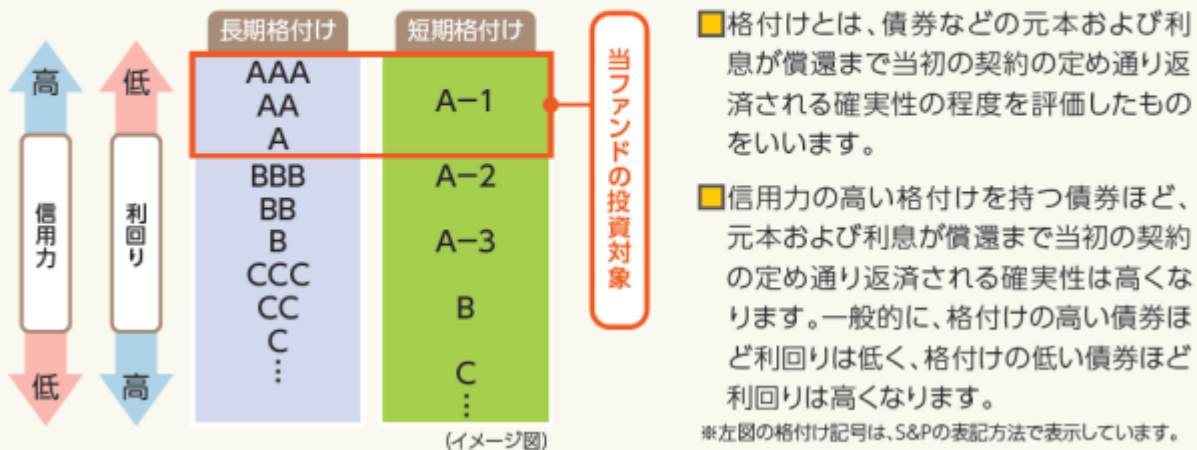 長期格付け
短期格付け
高
低
信用力
利回り
低
高
AAA
AA
A
BBB
BB
B
CCC
CC
C
⋮
A−1
A−2
A−3
B
C
⋮
当ファンドの投資対象
(イメージ図)
■格付けとは、債券などの元本および利
息が償還まで当初の契約の定め通り返
済される確実性の程度を評価したもの
をいいます。
■信用力の高い格付けを持つ債券ほど、
元本および利息が償還まで当初の契約
の定め通り返済される確実性は高くな
ります。一般的に、格付けの高い債券ほ
ど利回りは低く、格付けの低い債券ほど
利回りは高くなります。
※左図の格付け記号は、S&Pの表記方法で表示しています。